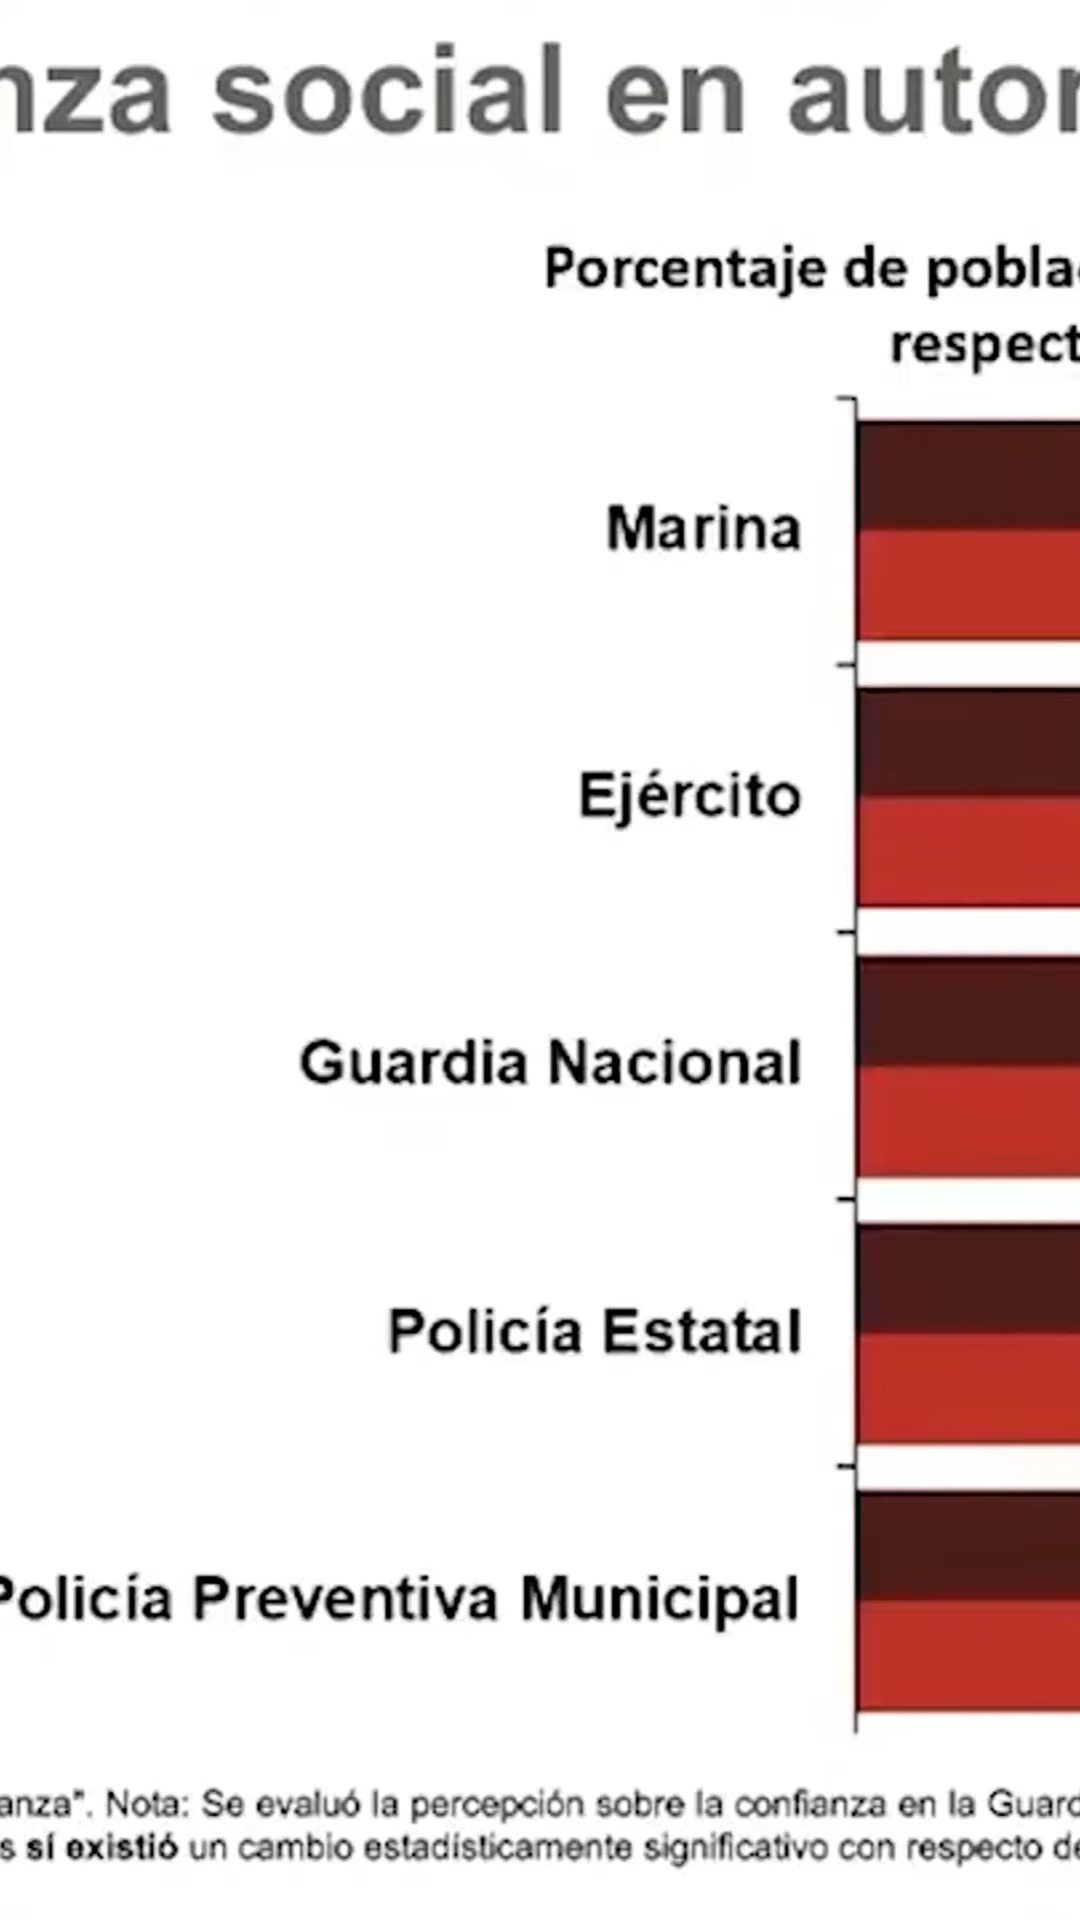 nza social en autor
Porcentaje de pobla
respect
Marina
Ejército
Guardia Nacional
Policía Estatal
Policía Preventiva Municipal
anza". Nota: Se evaluó la percepción sobre la confianza en la Guard
s sí existió un cambio estadísticamente significativo con respecto de